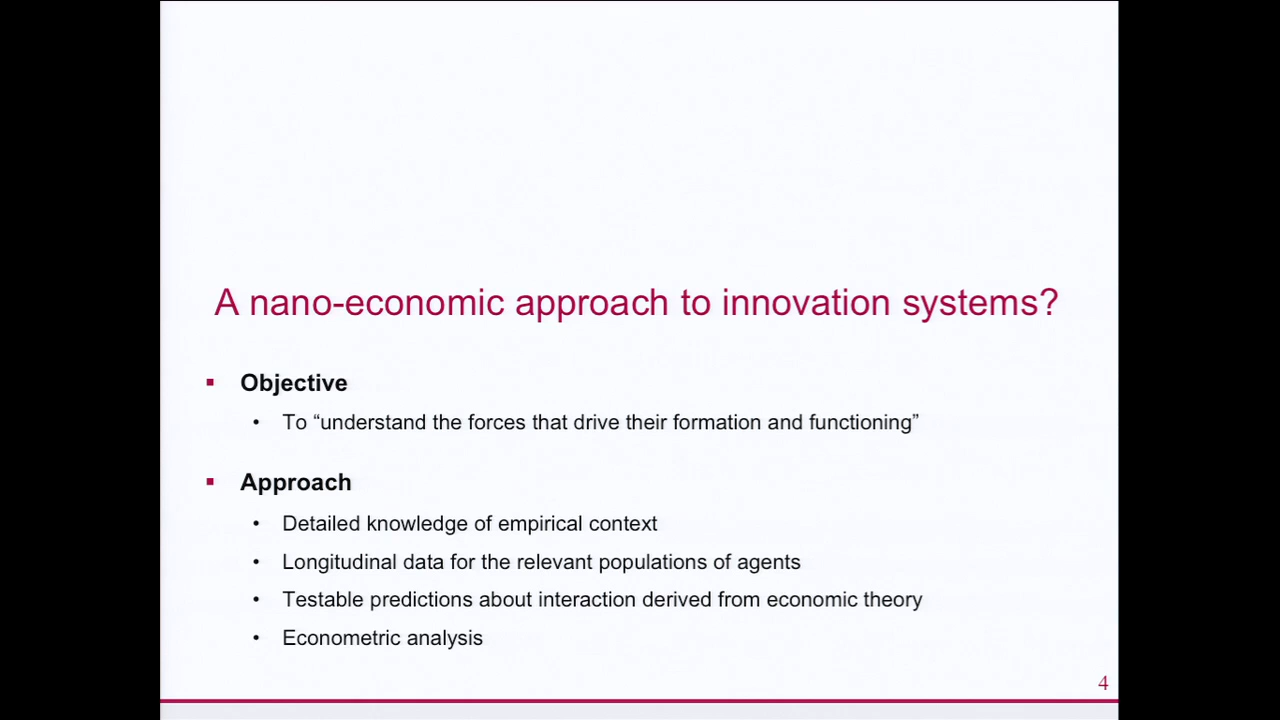 A nano-economic approach to innovation systems?
▪ Objective
• To “understand the forces that drive their formation and functioning”
▪ Approach
• Detailed knowledge of empirical context
• Longitudinal data for the relevant populations of agents
• Testable predictions about interaction derived from economic theory
• Econometric analysis
4